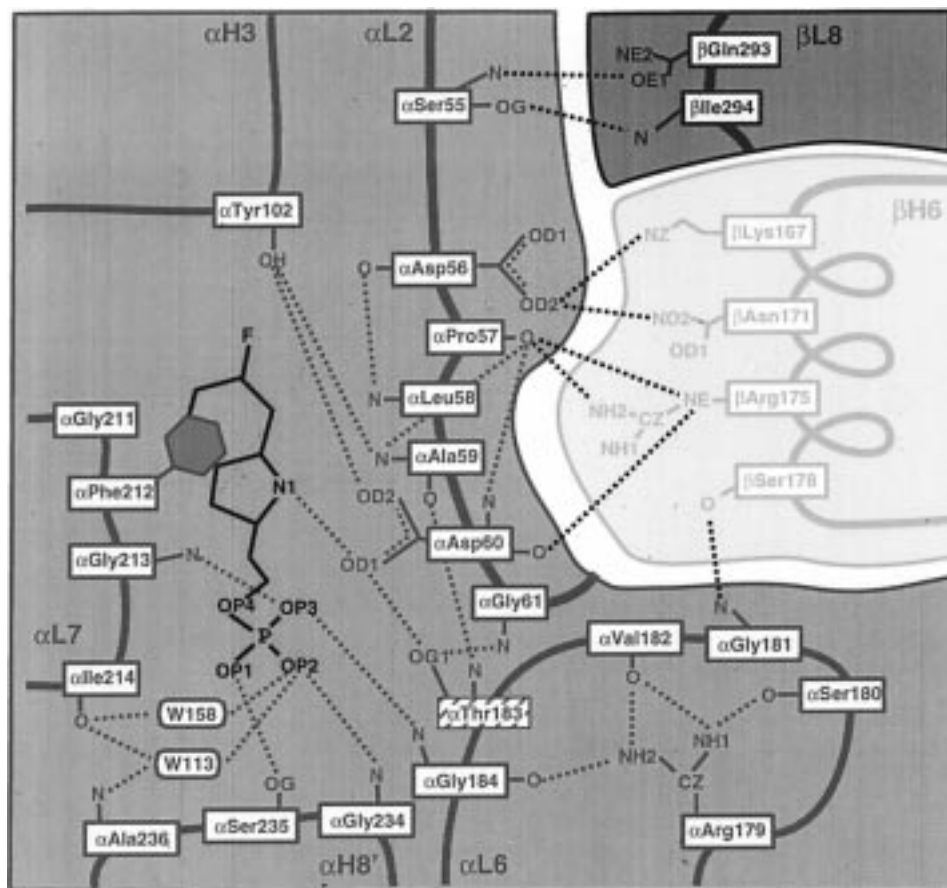 αH3
αL2
βL8
NE2
βGln293
OE1
N
αSer55
OG
βIle294
N
βH6
αTyr102
OH
OD1
NZ
βLys167
O
αAsp56
OD2
ND2
βAsn171
αPro57
O
OD1
F
N
αLeu58
NH2
CZ
NE
βArg175
αGly211
NH1
N
αAla59
βSer178
αPhe212
N1
OD2
O
N
O
αGly213
N
OD1
αAsp60
O
OP4
OP3
αGly61
N
P
αL7
OP1
OP2
OG1
N
N
αVal182
αGly181
αIle214
O
O
αSer180
O
W158
αThr183
W113
N
NH2
NH1
N
OG
N
αGly184
O
CZ
αAla236
αSer235
αGly234
αArg179
αH8'
αL6